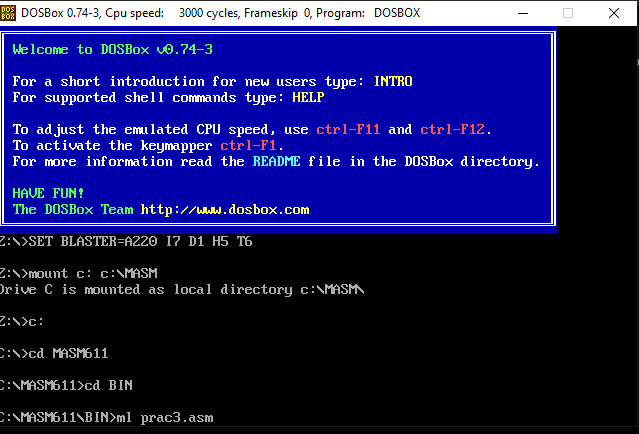 DOSBox 0.74-3, Cpu speed: 3000 cycles, Frameskip 0, Program: DOSBOX
Welcome to DOSBox v0.74-3
For a short introduction for new users type: INTRO
For supported shell commands type: HELP
To adjust the emulated CPU speed, use ctrl-F11 and ctrl-F12.
To activate the keymapper ctrl-F1.
For more information read the README file in the DOSBox directory.
HAVE FUN!
The DOSBox Team http://www.dosbox.com
Z:\>SET BLASTER=A220 I7 D1 H5 T6
Z:\>mount c: c:\MASM
Drive C is mounted as local directory c:\MASM\
Z:\>c:
C:\>cd MASM611
C:\MASM611>cd BIN
C:\MASM611\BIN>ml prac3.asm